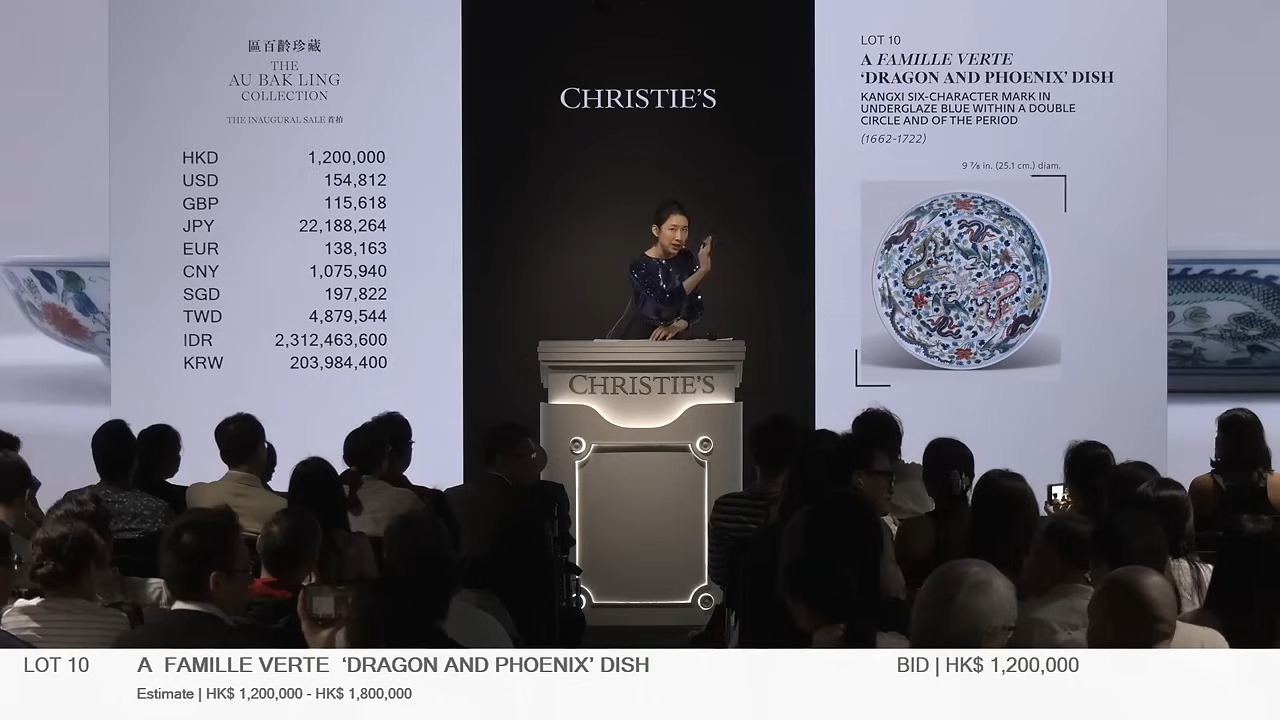 區百齡珍藏
THE
AU BAK LING
COLLECTION
THE INAUGURAL SALE 首拍
HKD 1,200,000
USD 154,812
GBP 115,618
JPY 22,188,264
EUR 138,163
CNY 1,075,940
SGD 197,822
TWD 4,879,544
IDR 2,312,463,600
KRW 203,984,400
CHRISTIE'S
CHRISTIE'S
LOT 10
A FAMILLE VERTE
‘DRAGON AND PHOENIX’ DISH
KANGXI SIX-CHARACTER MARK IN
UNDERGLAZE BLUE WITHIN A DOUBLE
CIRCLE AND OF THE PERIOD
(1662-1722)
9 ⅞ in. (25.1 cm.) diam.
LOT 10 A FAMILLE VERTE ‘DRAGON AND PHOENIX’ DISH BID | HK$ 1,200,000
Estimate | HK$ 1,200,000 - HK$ 1,800,000